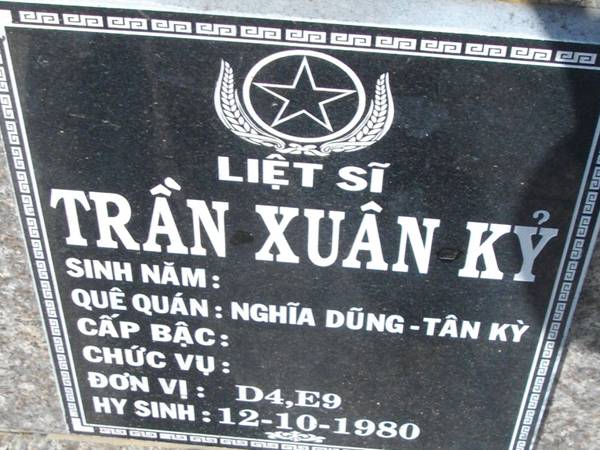 LIỆT SĨ
TRẦN XUÂN KỶ
SINH NĂM:
QUÊ QUÁN: NGHĨA DŨNG-TÂN KỲ
CẤP BẬC:
CHỨC VỤ:
ĐƠN VỊ: D4,E9
HY SINH: 12-10-1980